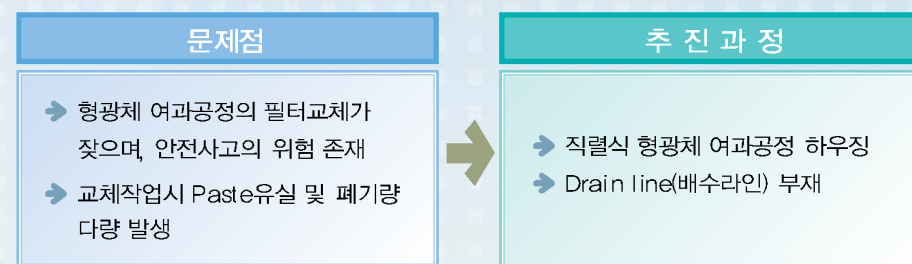 문제점
형광체 여과공정의 필터교체가
잦으며, 안전사고의 위험 존재
교체작업시 Paste유실 및 폐기량
다량 발생
추 진 과 정
직렬식 형광체 여과공정 하우징
Drain line(배수라인) 부재